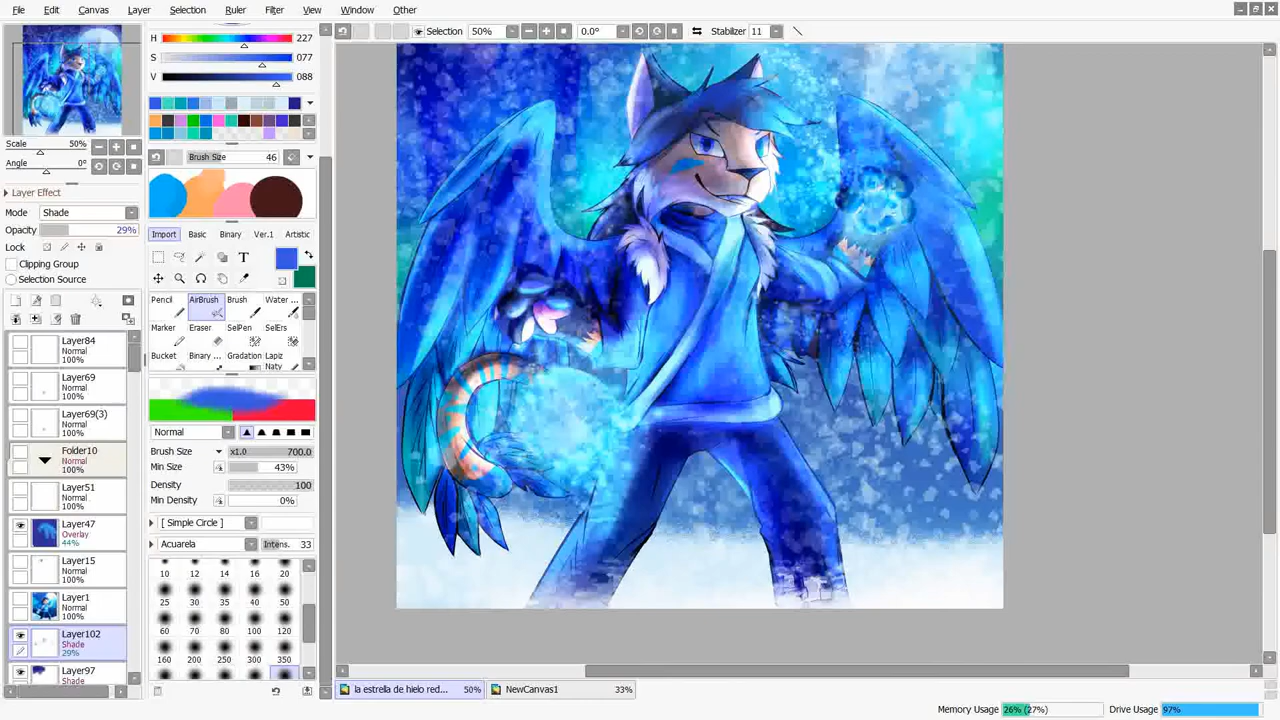 File Edit Canvas Layer Selection Ruler Filter View Window Other
Selection 50% 0.0° Stabilizer 11
H 227
S 077
V 088
Scale 50%
Angle 0°
Layer Effect
Mode Shade
Opacity 29%
Lock
Clipping Group
Selection Source
Layer84
Normal
100%
Layer69
Normal
100%
Layer69(3)
Normal
100%
Folder10
Normal
100%
Layer51
Normal
100%
Layer47
Overlay
44%
Layer15
Normal
100%
Layer1
Normal
100%
Layer102
Shade
29%
Layer97
Shade
Brush Size 46
Import Basic Binary Ver.1 Artistic
T
Pencil AirBrush Brush Water ...
Marker Eraser SelPen SelErs
Bucket Binary ... Gradation Lapiz Naty
Normal
Brush Size x1.0 700.0
Min Size 43%
Density 100
Min Density 0%
[ Simple Circle ]
Acuarela Intens. 33
10 12 14 16 20
25 30 35 40 50
60 70 80 100 120
160 200 250 300 350
la estrella de hielo red... 50% NewCanvas1 33%
Memory Usage 26% (27%) Drive Usage 97%